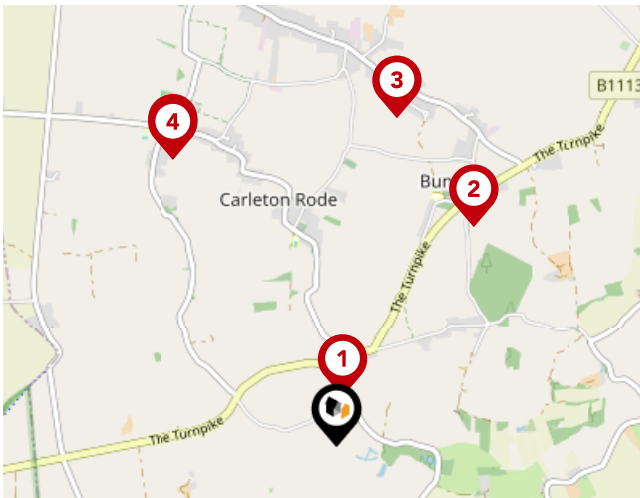 3
B1113
4
The Turnpike
Bun
2
Carleton Rode
The Turnpike
1
The Turnpike